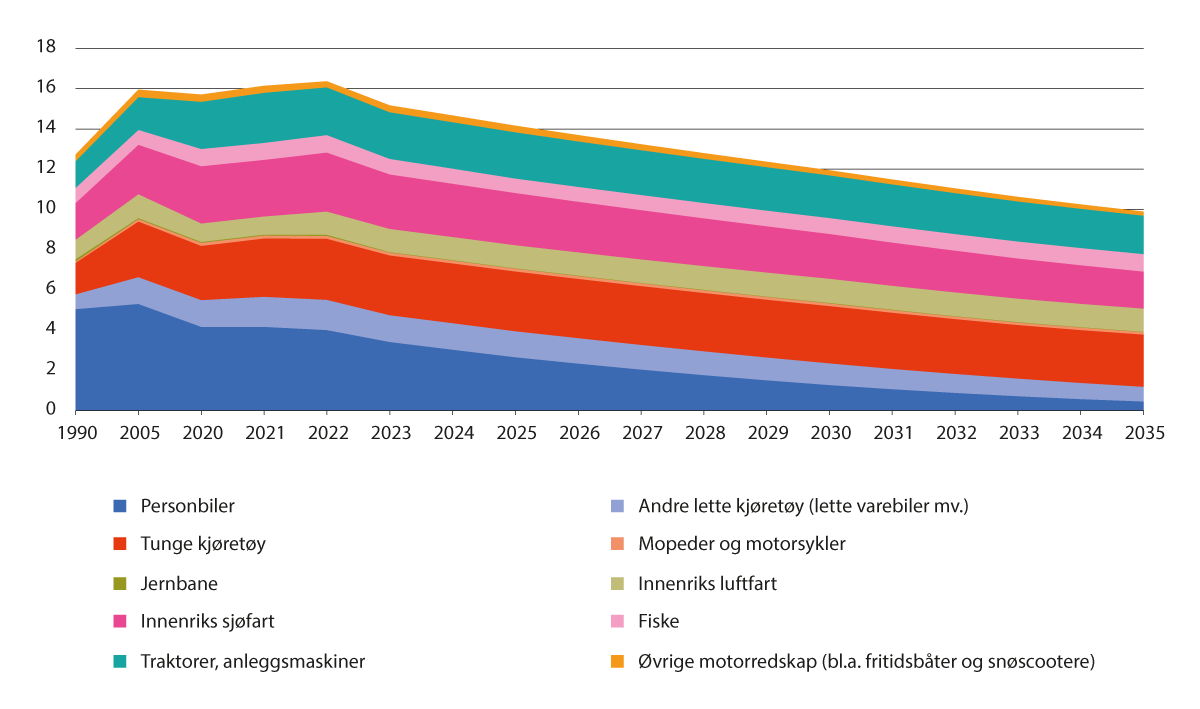 18
16
14
12
10
8
6
4
2
0
1990 2005 2020 2021 2022 2023 2024 2025 2026 2027 2028 2029 2030 2031 2032 2033 2034 2035
Personbiler
Andre lette kjøretøy (lette varebiler mv.)
Tunge kjøretøy
Mopeder og motorsykler
Jernbane
Innenriks luftfart
Innenriks sjøfart
Fiske
Traktorer, anleggsmaskiner
Øvrige motorredskap (bl.a. fritidsbåter og snøscootere)